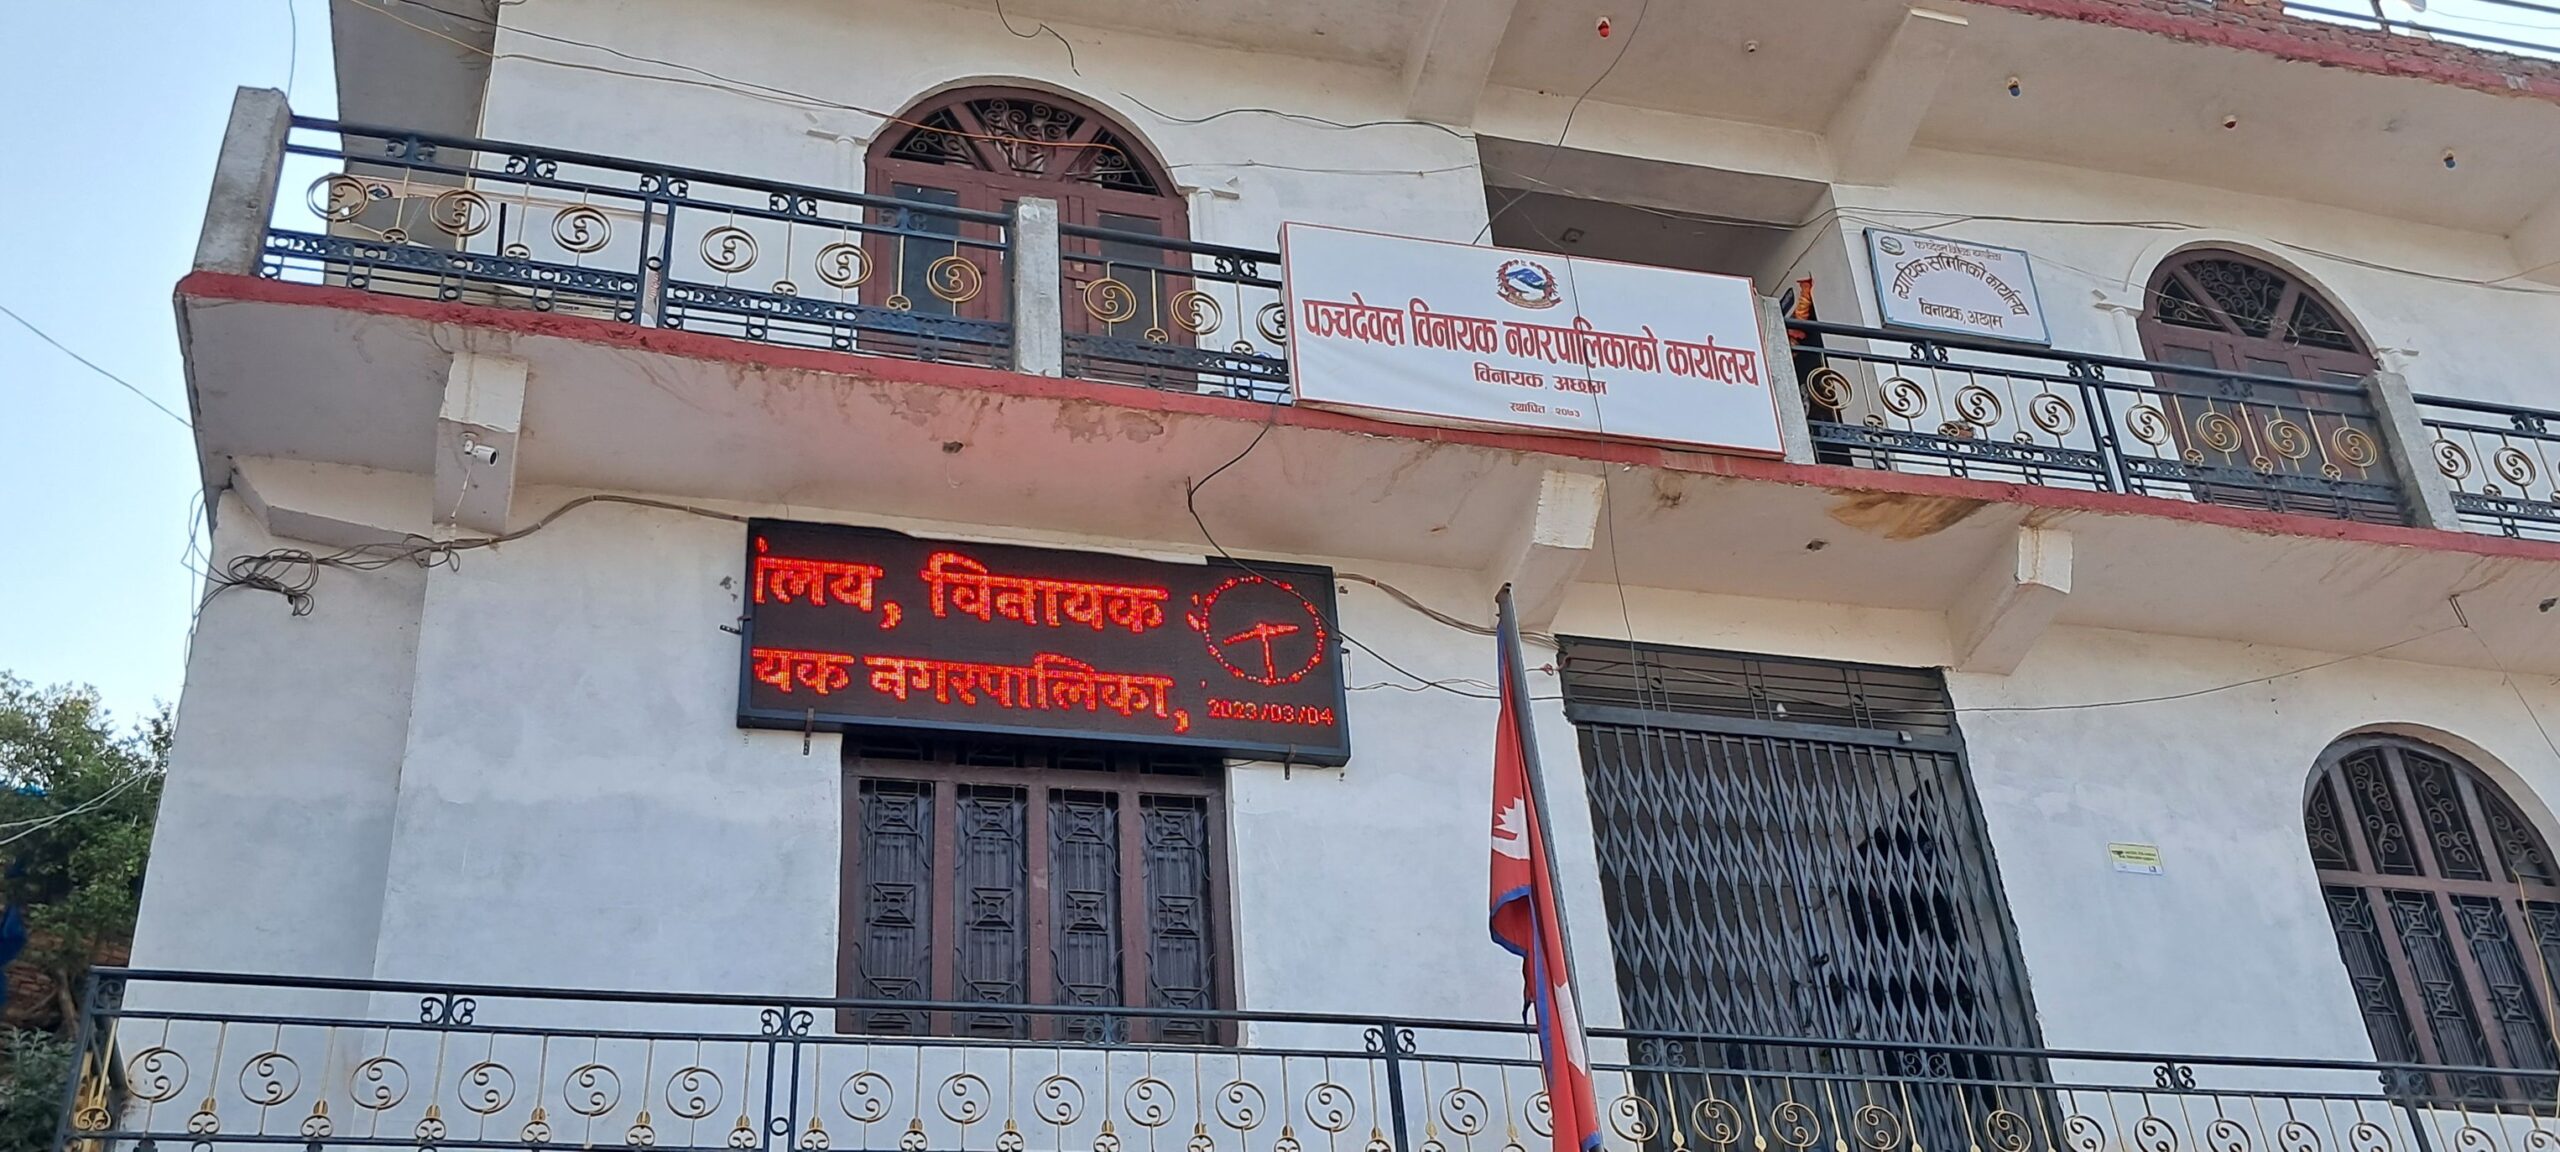 पञ्चदेवल विनायक नगरपालिकाको कार्यालय
विनायक, अछाम
स्थापित : २०७३
न्यायिक समितिको कार्यालय
विनायक, अछाम
लय, विनायक
यक नगरपालिका,
2023/03/04